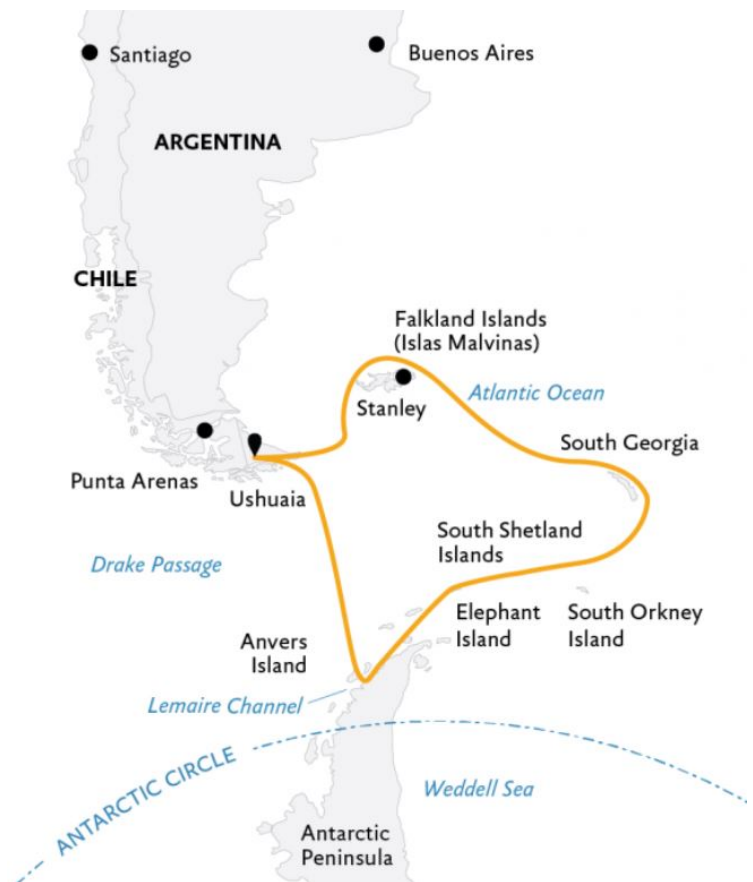 Santiago
Buenos Aires
ARGENTINA
CHILE
Falkland Islands
(Islas Malvinas)
Atlantic Ocean
Stanley
South Georgia
Punta Arenas
Ushuaia
South Shetland
Islands
Drake Passage
Elephant
Island
South Orkney
Island
Anvers
Island
Lemaire Channel
ANTARCTIC CIRCLE
Weddell Sea
Antarctic
Peninsula